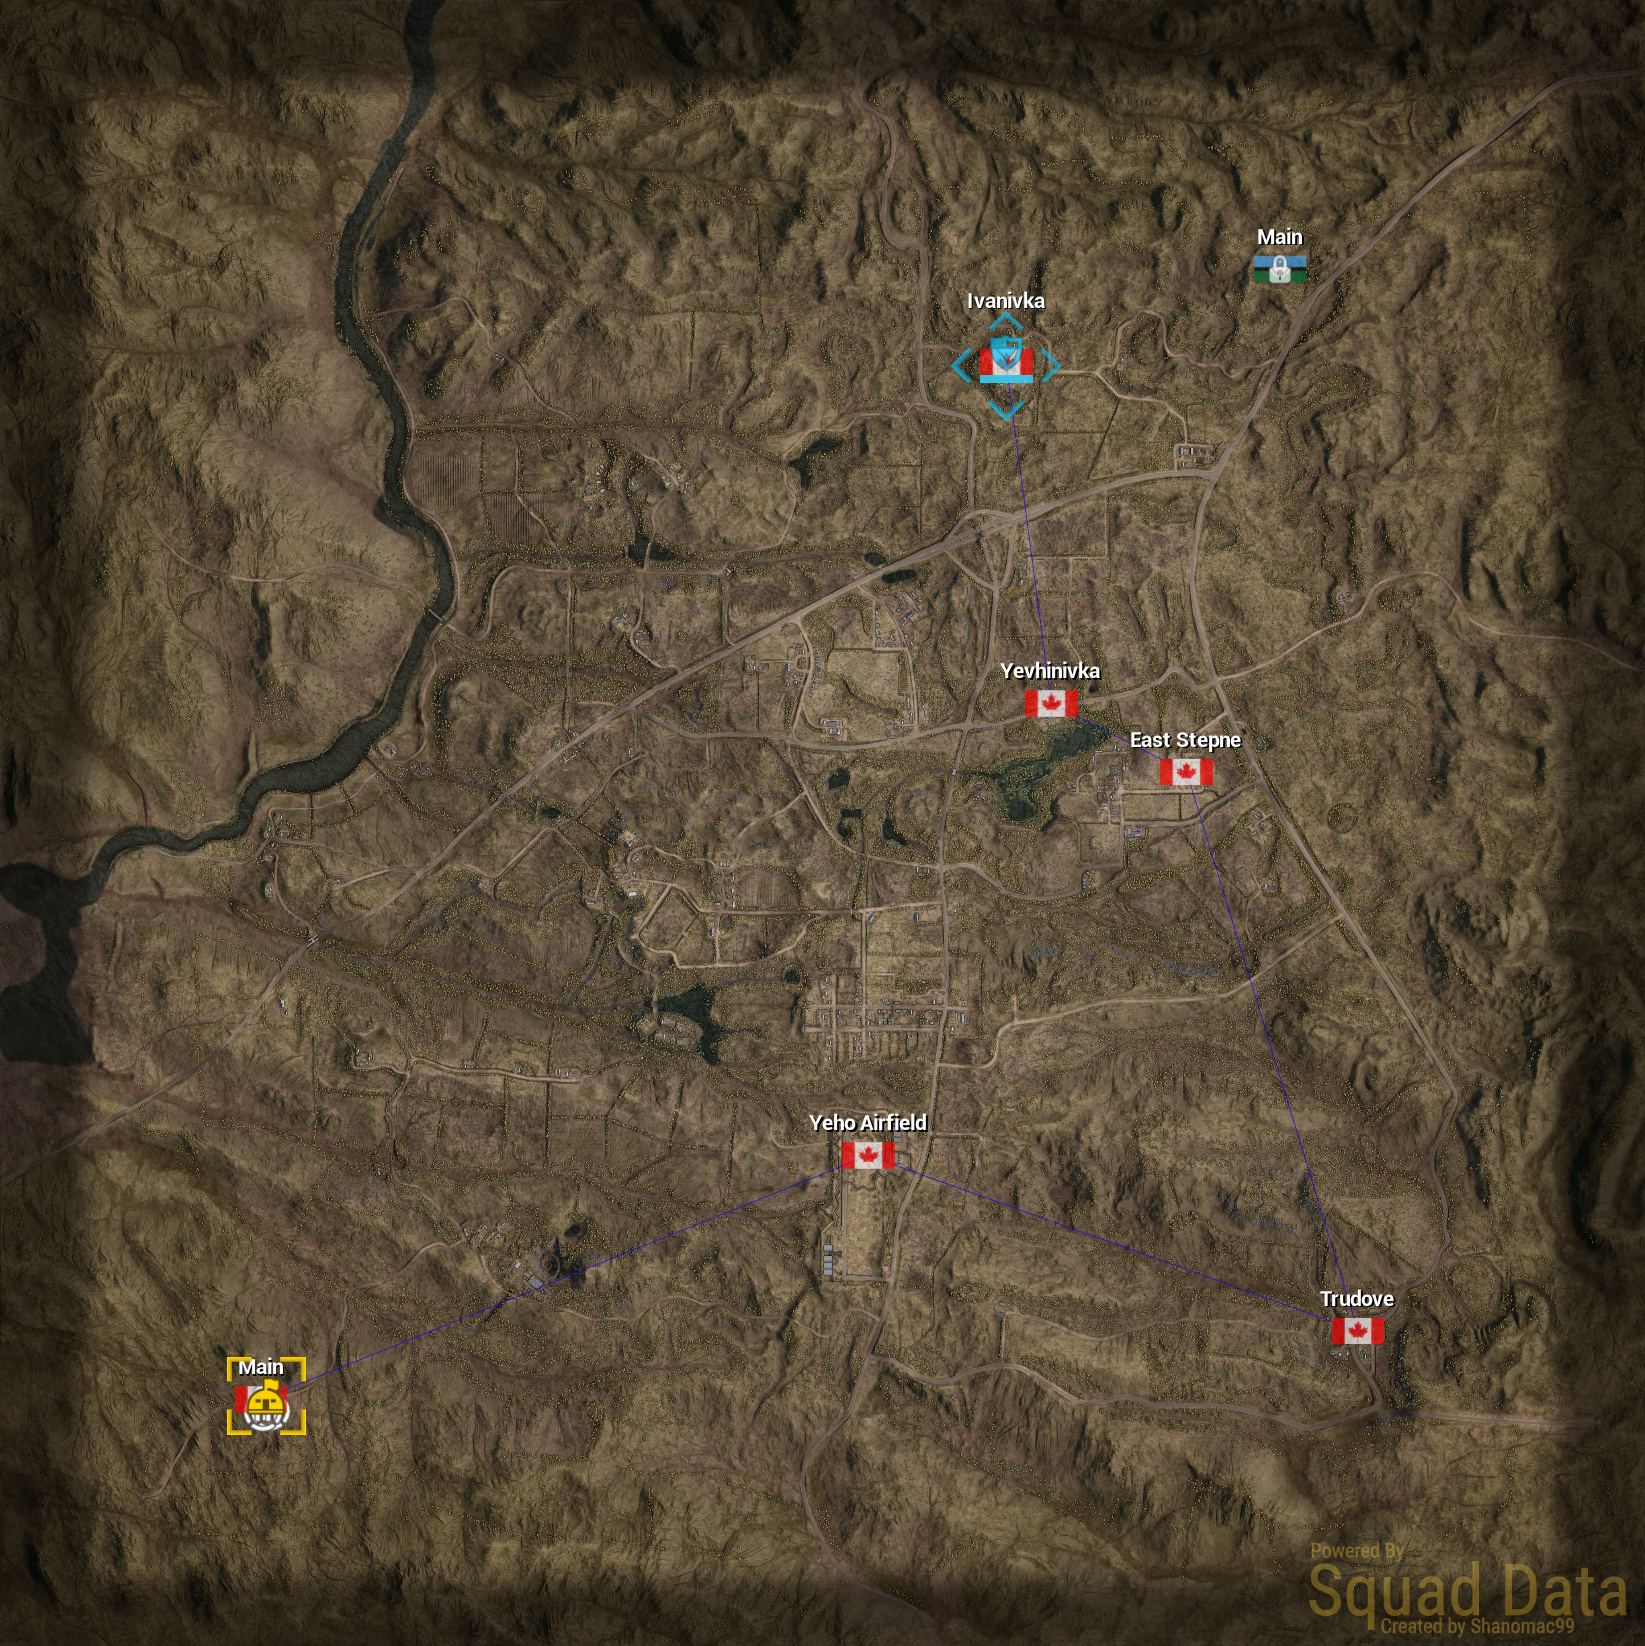 Main
Ivanivka
Yevhinivka
East Stepne
Yeho Airfield
Trudove
Main
Powered By
Squad Data
Created by Shanomac99